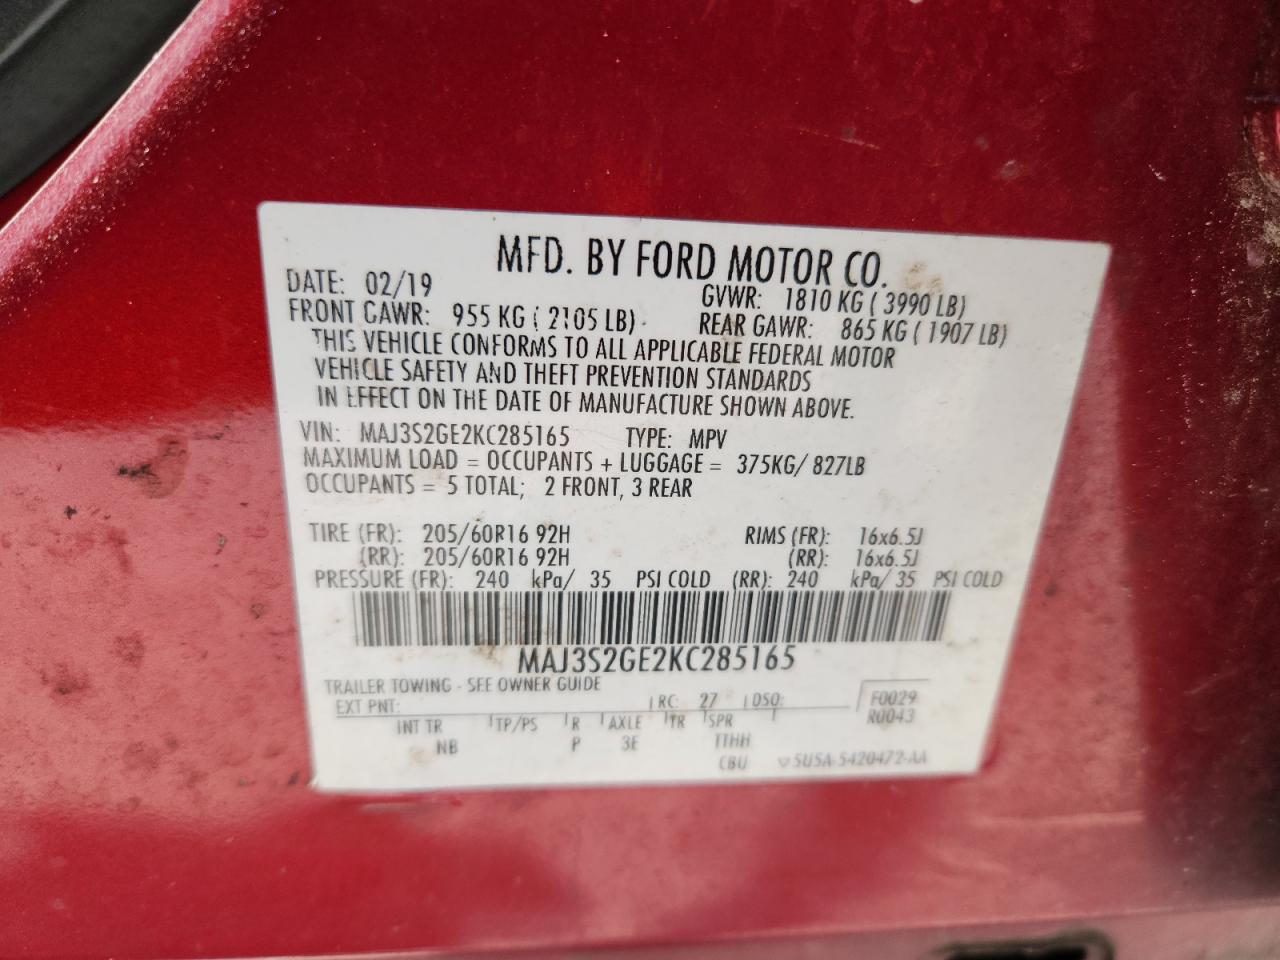 MFD. BY FORD MOTOR CO.
DATE: 02/19 GVWR: 1810 KG ( 3990 LB)
FRONT GAWR: 955 KG ( 2105 LB) REAR GAWR: 865 KG ( 1907 LB)
THIS VEHICLE CONFORMS TO ALL APPLICABLE FEDERAL MOTOR
VEHICLE SAFETY AND THEFT PREVENTION STANDARDS
IN EFFECT ON THE DATE OF MANUFACTURE SHOWN ABOVE.
VIN: MAJ3S2GE2KC285165 TYPE: MPV
MAXIMUM LOAD = OCCUPANTS + LUGGAGE = 375KG/ 827LB
OCCUPANTS = 5 TOTAL; 2 FRONT, 3 REAR
TIRE (FR): 205/60R16 92H RIMS (FR): 16x6.5J
(RR): 205/60R16 92H (RR): 16x6.5J
PRESSURE (FR): 240 kPa/ 35 PSI COLD (RR): 240 kPa/ 35 PSI COLD
MAJ3S2GE2KC285165
TRAILER TOWING - SEE OWNER GUIDE
EXT PNT: RC: 27 DSO: F0029
R0043
INT TR TP/PS R AXLE TR SPR
NB P 3E TTHH
CBU SU5A-5420472-AA